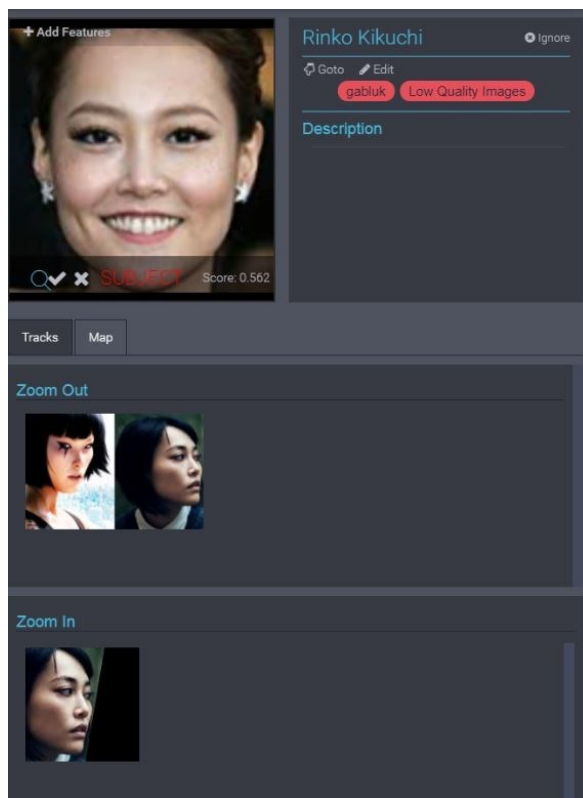 Add Features
SUBJECT Score: 0.562
Rinko Kikuchi Ignore
Goto Edit
gabluk Low Quality Images
Description
Tracks Map
Zoom Out
Zoom In